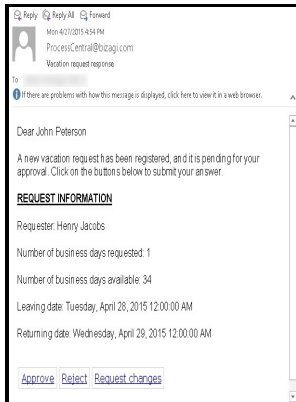 Reply Reply All Forward
Mon 4/27/2015 4:54 PM
ProcessCentral@bizagi.com
Vacation request response
To
If there are problems with how this message is displayed, click here to view it in a web browser.
Dear John Peterson
A new vacation request has been registered, and it is pending for your
approval. Click on the buttons below to submit your answer.
REQUEST INFORMATION
Requester: Henry Jacobs
Number of business days requested: 1
Number of business days available: 34
Leaving date: Tuesday, April 28, 2015 12:00:00 AM
Returning date: Wednesday, April 29, 2015 12:00:00 AM
Approve Reject Request changes